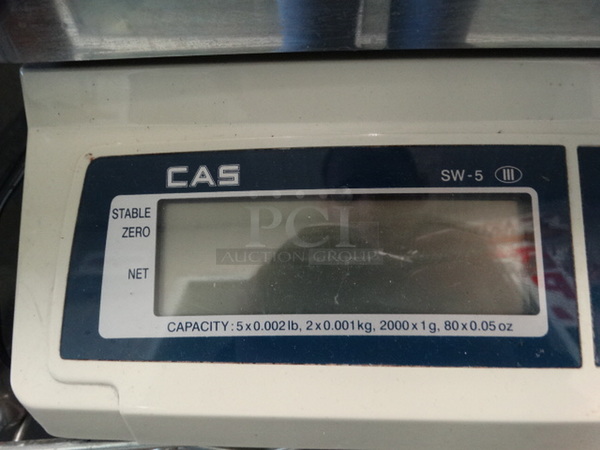 CAS
SW-5 III
STABLE
ZERO
NET
PCI
AUCTION GROUP
CAPACITY : 5 x 0.002 lb, 2 x 0.001 kg, 2000 x 1 g, 80 x 0.05 oz